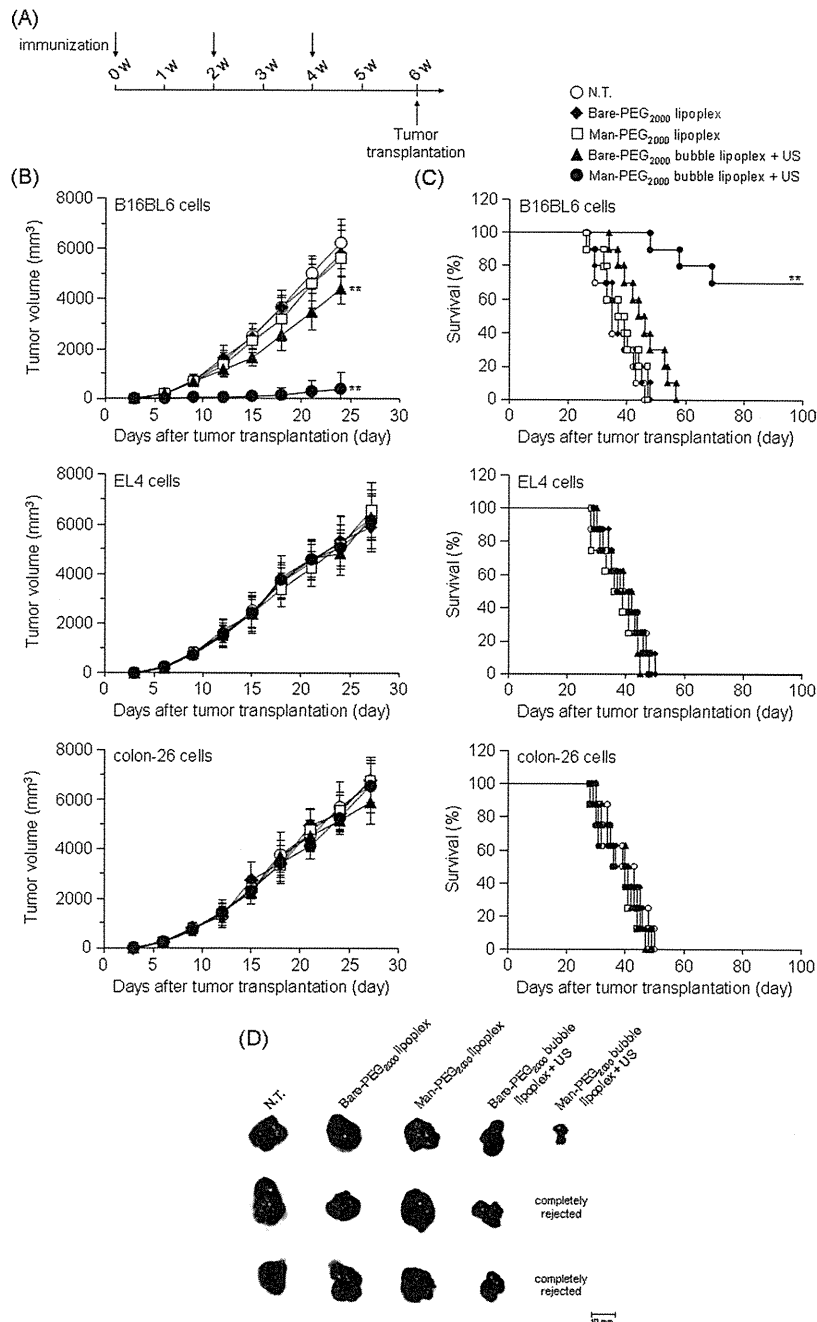 (A)
immunization
0 w
1 w
2 w
3 w
4 w
5 w
6 w
Tumor
transplantation
N.T.
Bare-PEG2000 lipoplex
Man-PEG2000 lipoplex
Bare-PEG2000 bubble lipoplex + US
Man-PEG2000 bubble lipoplex + US
(B)
B16BL6 cells
Tumor volume (mm³)
8000
6000
4000
2000
0
**
**
0 5 10 15 20 25 30
Days after tumor transplantation (day)
EL4 cells
Tumor volume (mm³)
8000
6000
4000
2000
0
0 5 10 15 20 25 30
Days after tumor transplantation (day)
colon-26 cells
Tumor volume (mm³)
8000
6000
4000
2000
0
0 5 10 15 20 25 30
Days after tumor transplantation (day)
(C)
B16BL6 cells
Survival (%)
120
100
80
60
40
20
0
**
0 20 40 60 80 100
Days after tumor transplantation (day)
EL4 cells
Survival (%)
120
100
80
60
40
20
0
0 20 40 60 80 100
Days after tumor transplantation (day)
colon-26 cells
Survival (%)
120
100
80
60
40
20
0
0 20 40 60 80 100
Days after tumor transplantation (day)
(D)
N.T.
Bare-PEG2000 lipoplex
Man-PEG2000 lipoplex
Bare-PEG2000 bubble
lipoplex + US
Man-PEG2000 bubble
lipoplex + US
completely
rejected
completely
rejected